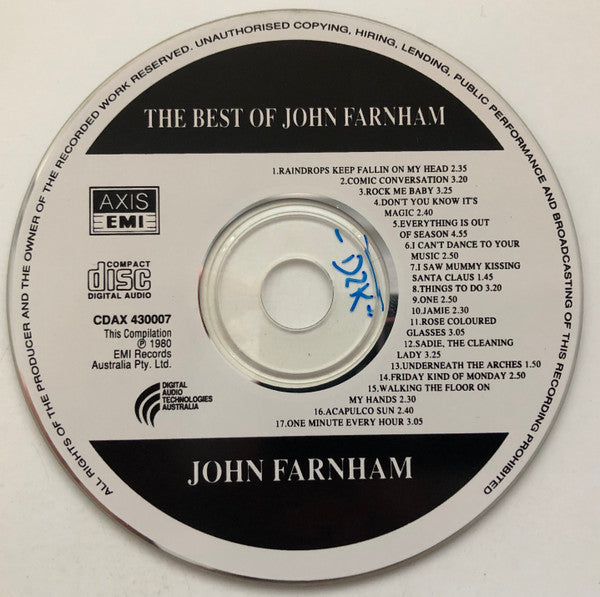 ALL RIGHTS OF THE PRODUCER AND THE OWNER OF THE RECORDED WORK RESERVED. UNAUTHORISED COPYING, HIRING, LENDING, PUBLIC PERFORMANCE AND BROADCASTING OF THIS RECORDING PROHIBITED
THE BEST OF JOHN FARNHAM
1.RAINDROPS KEEP FALLIN ON MY HEAD 2.35
2.COMIC CONVERSATION 3.20
3.ROCK ME BABY 3.25
4.DON'T YOU KNOW IT'S
MAGIC 2.40
5.EVERYTHING IS OUT
OF SEASON 4.55
6.I CAN'T DANCE TO YOUR
MUSIC 2.50
7.I SAW MUMMY KISSING
SANTA CLAUS 1.45
8.THINGS TO DO 3.20
9.ONE 2.50
10.JAMIE 2.30
11.ROSE COLOURED
GLASSES 3.05
12.SADIE, THE CLEANING
LADY 3.25
13.UNDERNEATH THE ARCHES 1.50
14.FRIDAY KIND OF MONDAY 2.50
15.WALKING THE FLOOR ON
MY HANDS 2.30
16.ACAPULCO SUN 2.40
17.ONE MINUTE EVERY HOUR 3.05
AXIS
EMI
COMPACT
disc
DIGITAL AUDIO
CDAX 430007
This Compilation
℗ 1980
EMI Records
Australia Pty. Ltd.
DIGITAL
AUDIO
TECHNOLOGIES
AUSTRALIA
JOHN FARNHAM